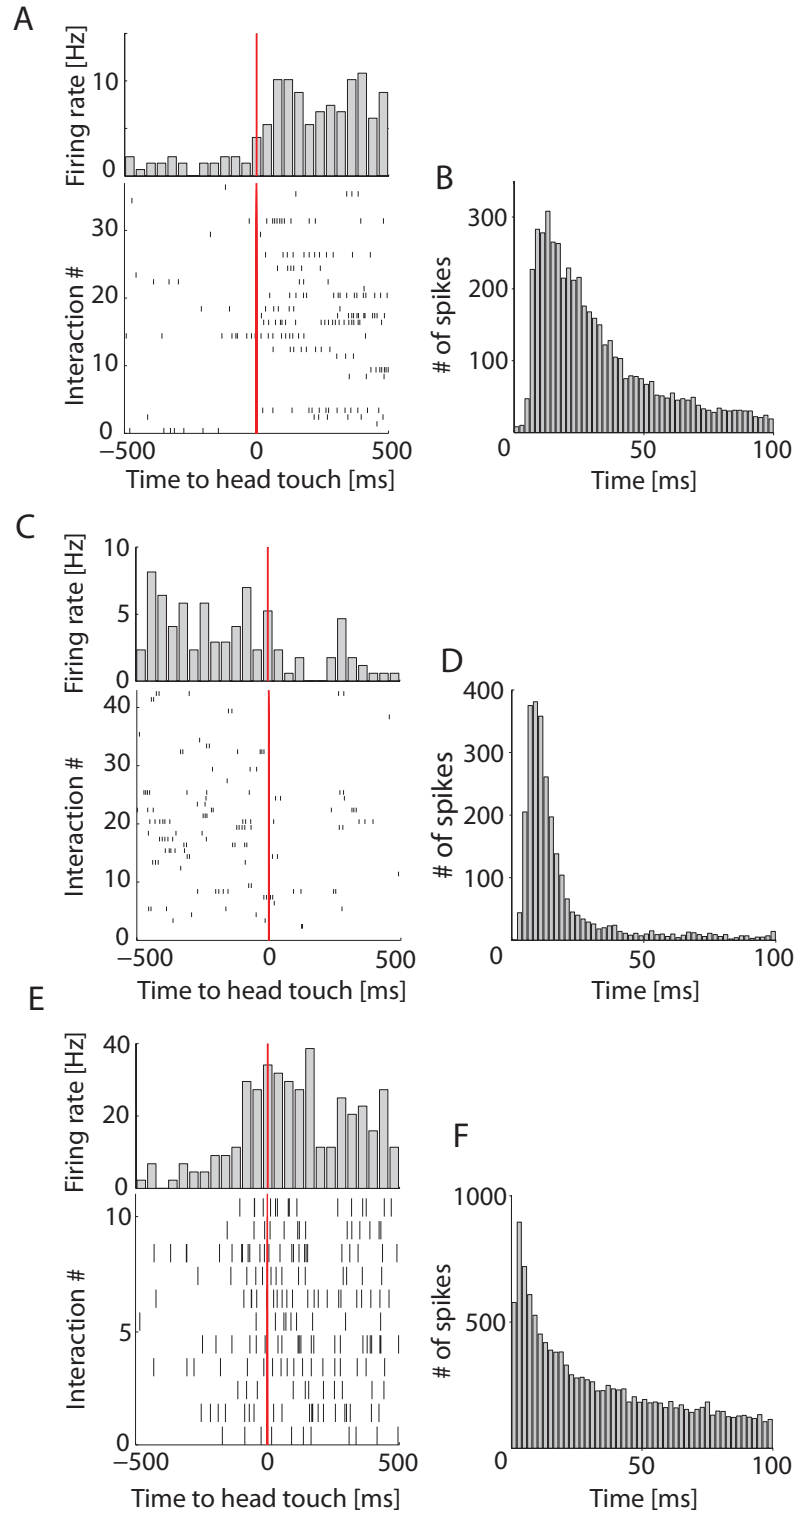 A
Firing rate [Hz]
10
0
Interaction #
30
20
10
0
−500
0
500
Time to head touch [ms]
B
# of spikes
300
200
100
0
50
100
Time [ms]
C
Firing rate [Hz]
10
5
0
Interaction #
40
30
20
10
0
−500
0
500
Time to head touch [ms]
D
# of spikes
400
300
200
100
0
50
100
Time [ms]
E
Firing rate [Hz]
40
20
0
Interaction #
10
5
0
−500
0
500
Time to head touch [ms]
F
# of spikes
1000
500
0
50
100
Time [ms]